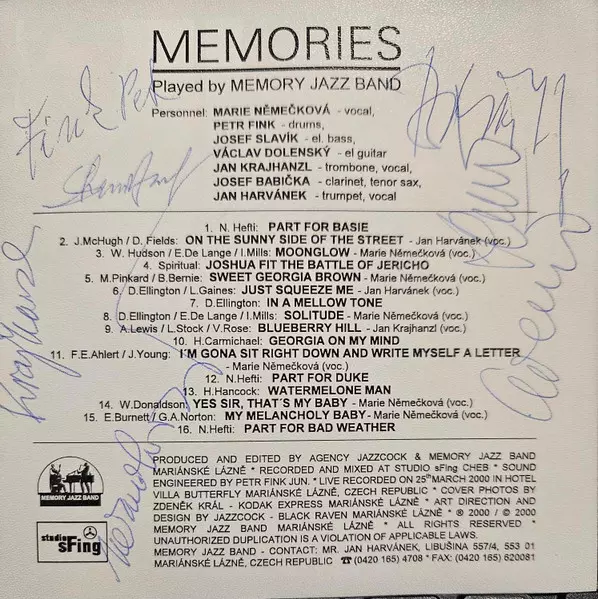 MEMORIES
Played by MEMORY JAZZ BAND
Personnel: MARIE NĚMEČKOVÁ - vocal,
PETR FINK - drums,
JOSEF SLAVÍK - el. bass,
VÁCLAV DOLENSKÝ - el guitar
JAN KRAJHANZL - trombone, vocal,
JOSEF BABIČKA - clarinet, tenor sax,
JAN HARVÁNEK - trumpet, vocal
1. N. Hefti: PART FOR BASIE
2. J.McHugh / D. Fields: ON THE SUNNY SIDE OF THE STREET - Jan Harvánek (voc.)
3. W. Hudson / E.De Lange / I.Mills: MOONGLOW - Marie Němečková (voc.)
4. Spiritual: JOSHUA FIT THE BATTLE OF JERICHO
5. M.Pinkard / B.Bernie: SWEET GEORGIA BROWN - Marie Němečková (voc.)
6. D.Ellington / L.Gaines: JUST SQUEEZE ME - Jan Harvánek (voc.)
7. D.Ellington: IN A MELLOW TONE
8. D.Ellington / E.De Lange / I.Mills: SOLITUDE - Marie Němečková (voc.)
9. A.Lewis / L.Stock / V.Rose: BLUEBERRY HILL - Jan Krajhanzl (voc.)
10. H.Carmichael: GEORGIA ON MY MIND
11. F.E.Ahlert / J.Young: I'M GONA SIT RIGHT DOWN AND WRITE MYSELF A LETTER
- Marie Němečková (voc.)
12. N.Hefti: PART FOR DUKE
13. H.Hancock: WATERMELONE MAN
14. W.Donaldson: YES SIR, THAT´S MY BABY - Marie Němečková (voc.)
15. E.Burnett / G.A.Norton: MY MELANCHOLY BABY - Marie Němečková (voc.)
16. N.Hefti: PART FOR BAD WEATHER
PRODUCED AND EDITED BY AGENCY JAZZCOCK & MEMORY JAZZ BAND
MARIÁNSKÉ LÁZNĚ * RECORDED AND MIXED AT STUDIO sFing CHEB * SOUND
ENGINEERED BY PETR FINK JUN. * LIVE RECORDED ON 25TH MARCH 2000 IN HOTEL
VILLA BUTTERFLY MARIÁNSKÉ LÁZNĚ, CZECH REPUBLIC * COVER PHOTOS BY
ZDENĚK KRÁL - KODAK EXPRESS MARIÁNSKÉ LÁZNĚ * ART DIRECTION AND
DESIGN BY JAZZCOCK - BLACK RAVEN MARIÁNSKÉ LÁZNĚ * ® 2000 / © 2000
MEMORY JAZZ BAND MARIÁNSKÉ LÁZNĚ * ALL RIGHTS RESERVED *
UNAUTHORIZED DUPLICATION IS A VIOLATION OF APPLICABLE LAWS.
MEMORY JAZZ BAND - CONTACT: MR. JAN HARVÁNEK, LIBUŠINA 557/4, 553 01
MARIÁNSKÉ LÁZNĚ, CZECH REPUBLIC ☎(0420 165) 4708 * FAX: (0420 165) 620081
MEMORY JAZZ BAND
studio
sFing